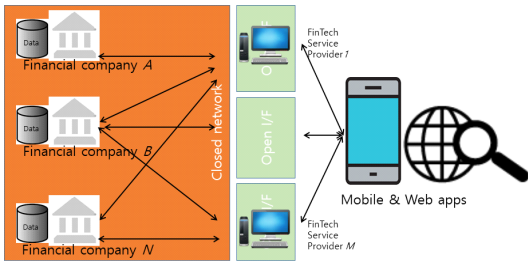 Data
Financial company A
Data
Financial company B
Data
Financial company N
Closed network
Open I/F
I/F
FinTech
Service
Provider 1
FinTech
Service
Provider M
Mobile & Web apps